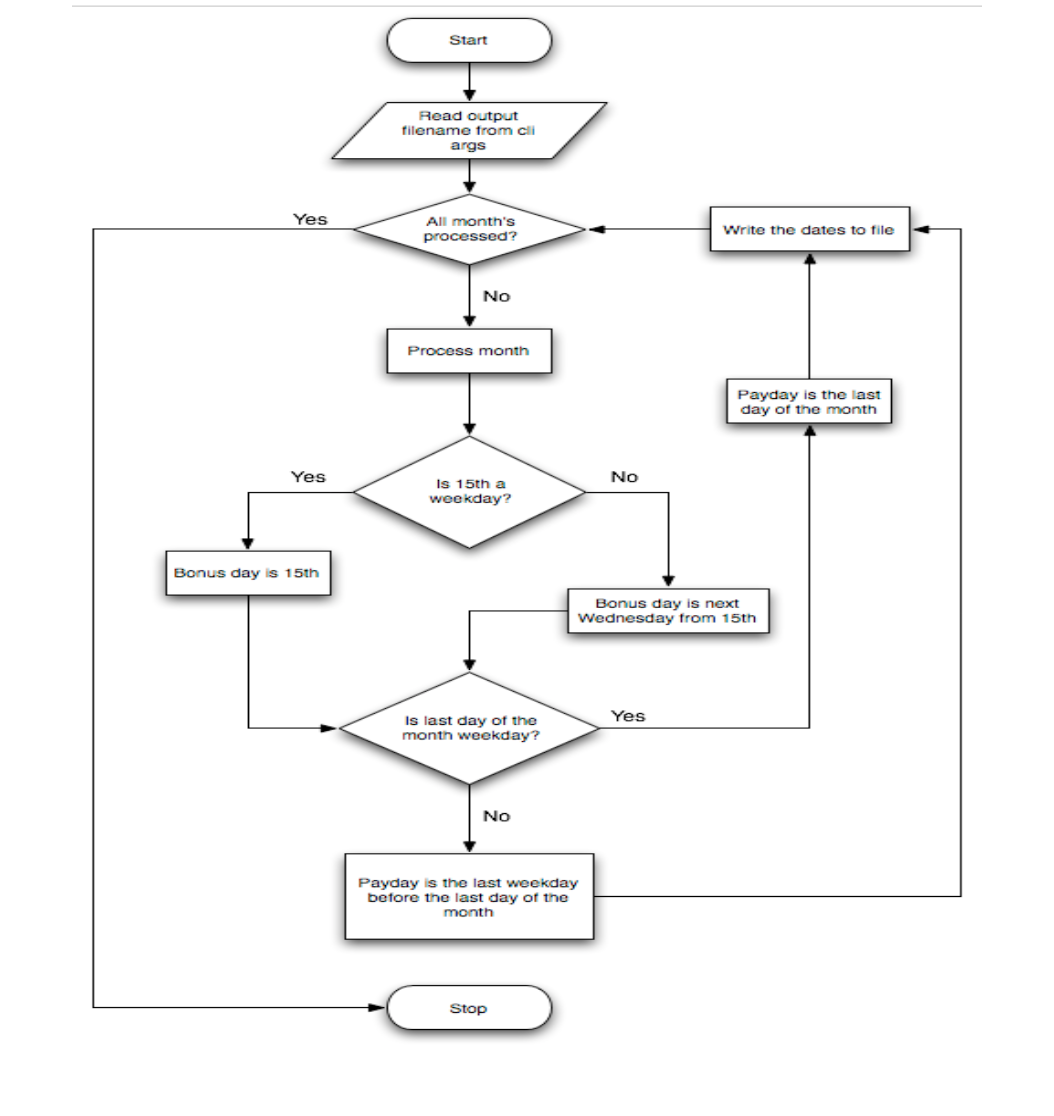 Start
Read output
filename from cli
args
Yes
All month's
processed?
Write the dates to file
No
Process month
Payday is the last
day of the month
Yes
Is 15th a
weekday?
No
Bonus day is 15th
Bonus day is next
Wednesday from 15th
Is last day of the
month weekday?
Yes
No
Payday is the last weekday
before the last day of the
month
Stop